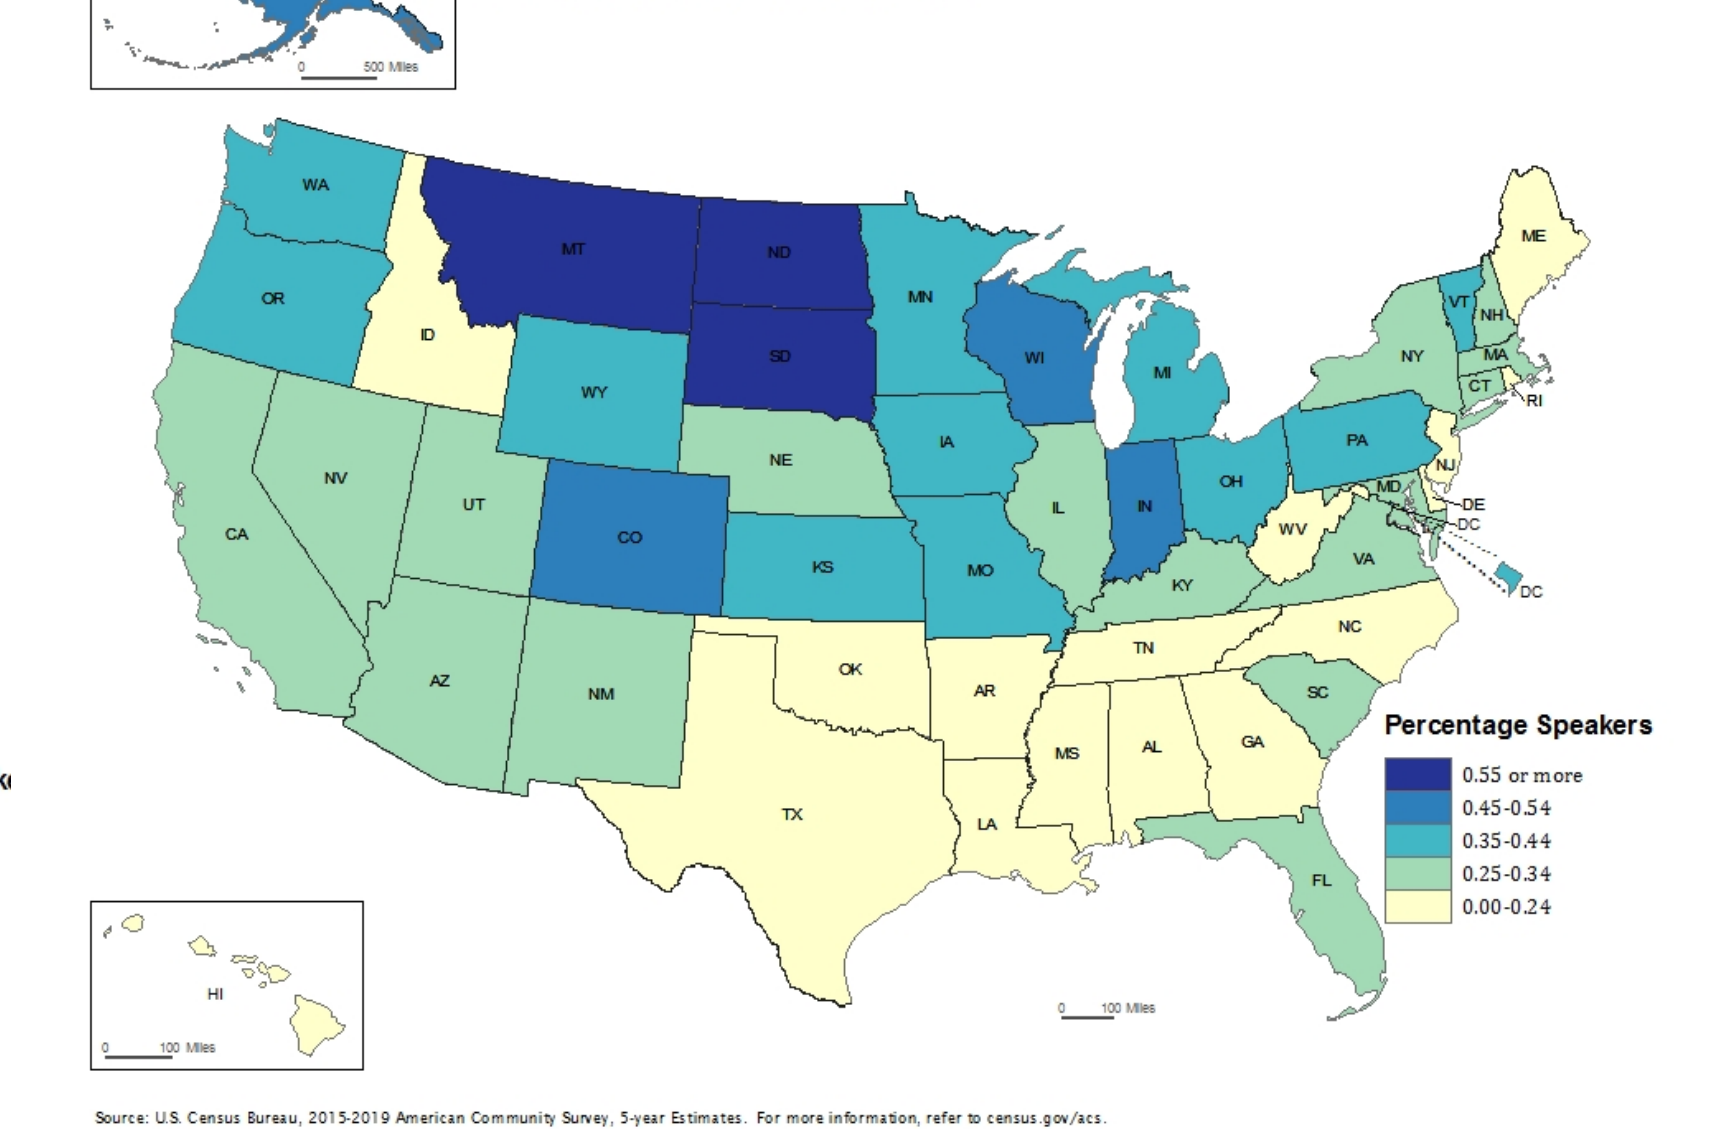 0 500 Miles
WA
MT
ND
ME
OR
MN
VT
NH
ID
SD
WI
NY
MA
WY
MI
CT
RI
IA
PA
NE
NJ
NV
UT
OH
MD
CA
CO
IL
IN
WV
DE
DC
KS
MO
KY
VA
DC
AZ
NM
OK
AR
TN
NC
SC
MS
AL
GA
TX
LA
FL
Percentage Speakers
0.55 or more
0.45-0.54
0.35-0.44
0.25-0.34
0.00-0.24
HI
0 100 Miles
0 100 Miles
Source: U.S. Census Bureau, 2015-2019 American Community Survey, 5-year Estimates. For more information, refer to census.gov/acs.